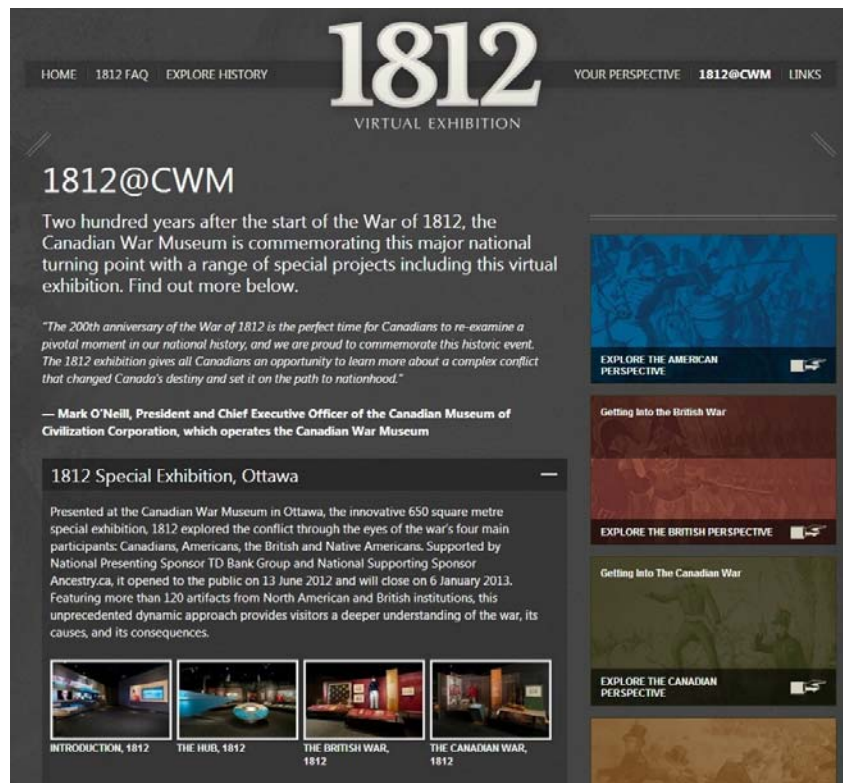 1812
VIRTUAL EXHIBITION
HOME
1812 FAQ
EXPLORE HISTORY
YOUR PERSPECTIVE
1812@CWM
LINKS
1812@CWM
Two hundred years after the start of the War of 1812, the
Canadian War Museum is commemorating this major national
turning point with a range of special projects including this virtual
exhibition. Find out more below.
"The 200th anniversary of the War of 1812 is the perfect time for Canadians to re-examine a
pivotal moment in our national history, and we are proud to commemorate this historic event.
The 1812 exhibition gives all Canadians an opportunity to learn more about a complex conflict
that changed Canada's destiny and set it on the path to nationhood."
— Mark O'Neill, President and Chief Executive Officer of the Canadian Museum of
Civilization Corporation, which operates the Canadian War Museum
1812 Special Exhibition, Ottawa
Presented at the Canadian War Museum in Ottawa, the innovative 650 square metre
special exhibition, 1812 explored the conflict through the eyes of the war's four main
participants: Canadians, Americans, the British and Native Americans. Supported by
National Presenting Sponsor TD Bank Group and National Supporting Sponsor
Ancestry.ca, it opened to the public on 13 June 2012 and will close on 6 January 2013.
Featuring more than 120 artifacts from North American and British institutions, this
unprecedented dynamic approach provides visitors a deeper understanding of the war, its
causes, and its consequences.
INTRODUCTION, 1812
THE HUB, 1812
THE BRITISH WAR,
1812
THE CANADIAN WAR,
1812
EXPLORE THE AMERICAN
PERSPECTIVE
Getting Into the British War
EXPLORE THE BRITISH PERSPECTIVE
Getting Into The Canadian War
EXPLORE THE CANADIAN
PERSPECTIVE